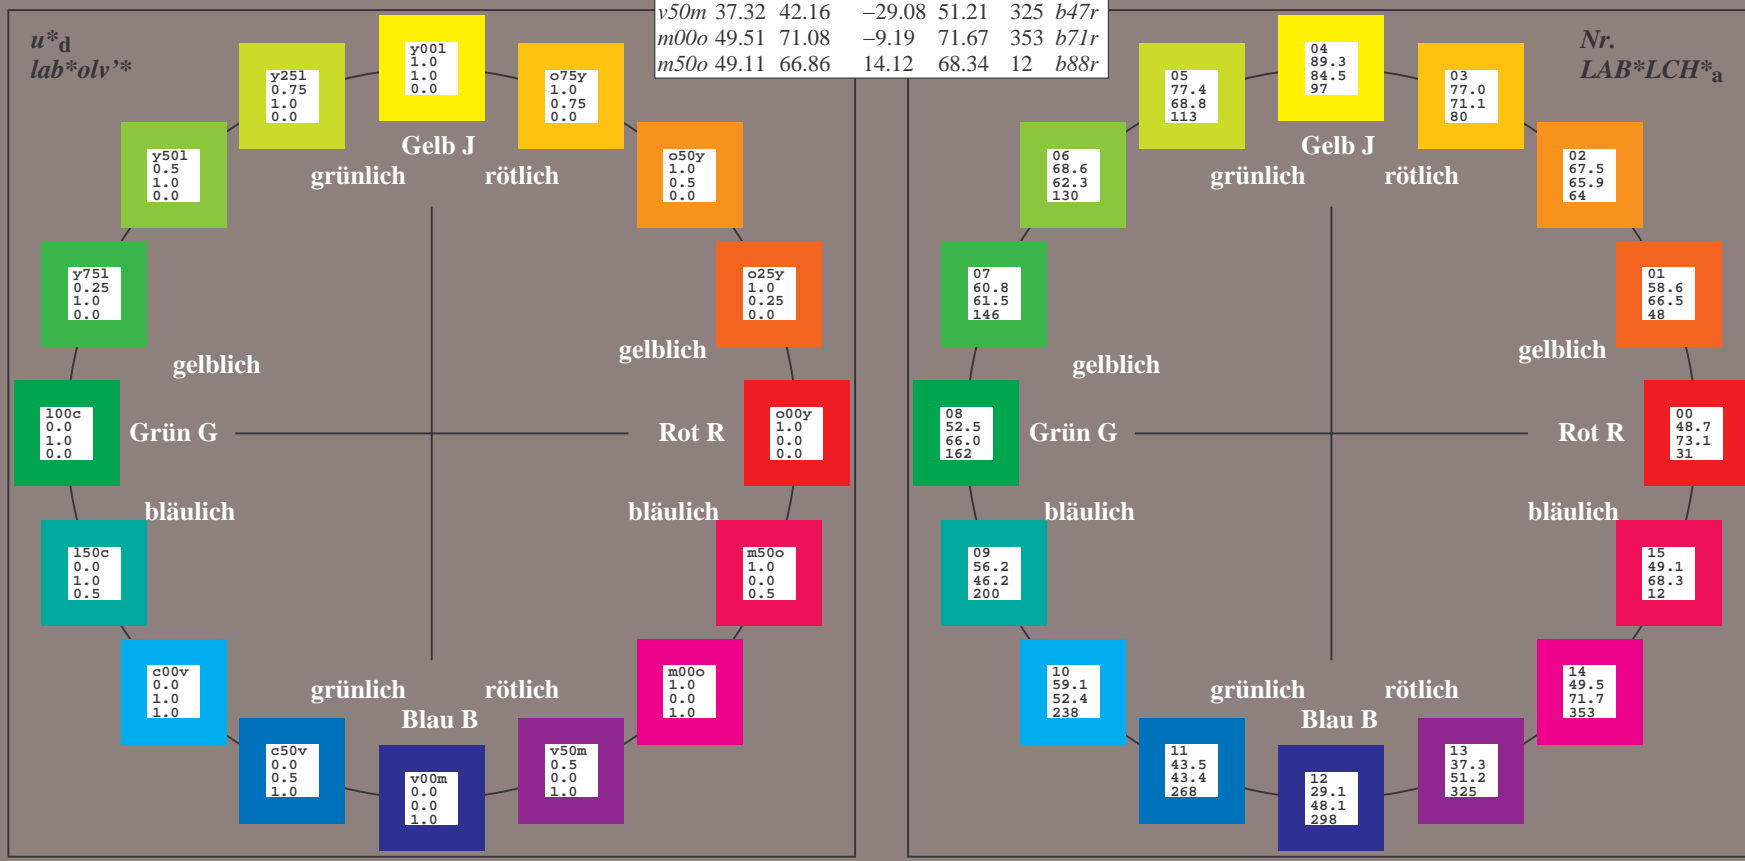 v50m 37.32 42.16 −29.08 51.21 325 b47r
m00o 49.51 71.08 −9.19 71.67 353 b71r
m50o 49.11 66.86 14.12 68.34 12 b88r
u*d
lab*olv'*
y00l
1.0
1.0
0.0
y25l
0.75
1.0
0.0
o75y
1.0
0.75
0.0
y50l
0.5
1.0
0.0
o50y
1.0
0.5
0.0
Gelb J
grünlich rötlich
y75l
0.25
1.0
0.0
o25y
1.0
0.25
0.0
gelblich
gelblich
l00c
0.0
1.0
0.0
Grün G
Rot R
o00y
1.0
0.0
0.0
bläulich
bläulich
l50c
0.0
1.0
0.5
m50o
1.0
0.0
0.5
c00v
0.0
1.0
1.0
m00o
1.0
0.0
1.0
grünlich rötlich
Blau B
c50v
0.0
0.5
1.0
v00m
0.0
0.0
1.0
v50m
0.5
0.0
1.0
Nr.
LAB*LCH*a
04
89.3
84.5
97
05
77.4
68.8
113
03
77.0
71.1
80
06
68.6
62.3
130
02
67.5
65.9
64
Gelb J
grünlich rötlich
07
60.8
61.5
146
01
58.6
66.5
48
gelblich
gelblich
08
52.5
66.0
162
Grün G
Rot R
00
48.7
73.1
31
bläulich
bläulich
09
56.2
46.2
200
15
49.1
68.3
12
10
59.1
52.4
238
14
49.5
71.7
353
grünlich rötlich
Blau B
11
43.5
43.4
268
12
29.1
48.1
298
13
37.3
51.2
325